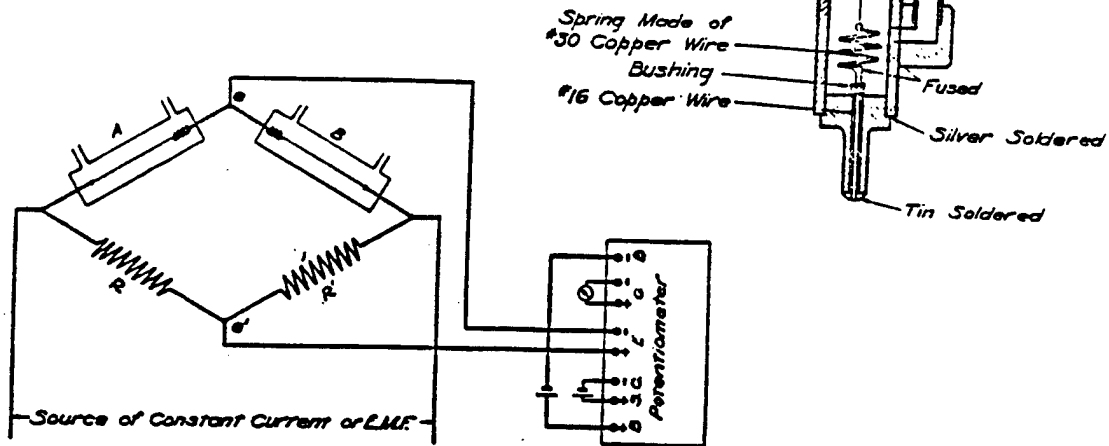 Spring Made of
#30 Copper Wire
Bushing
#16 Copper Wire
Fused
Silver Soldered
Tin Soldered
A
B
e
R
R'
e'
Potentiometer
Source of Constant Current or E.M.F.